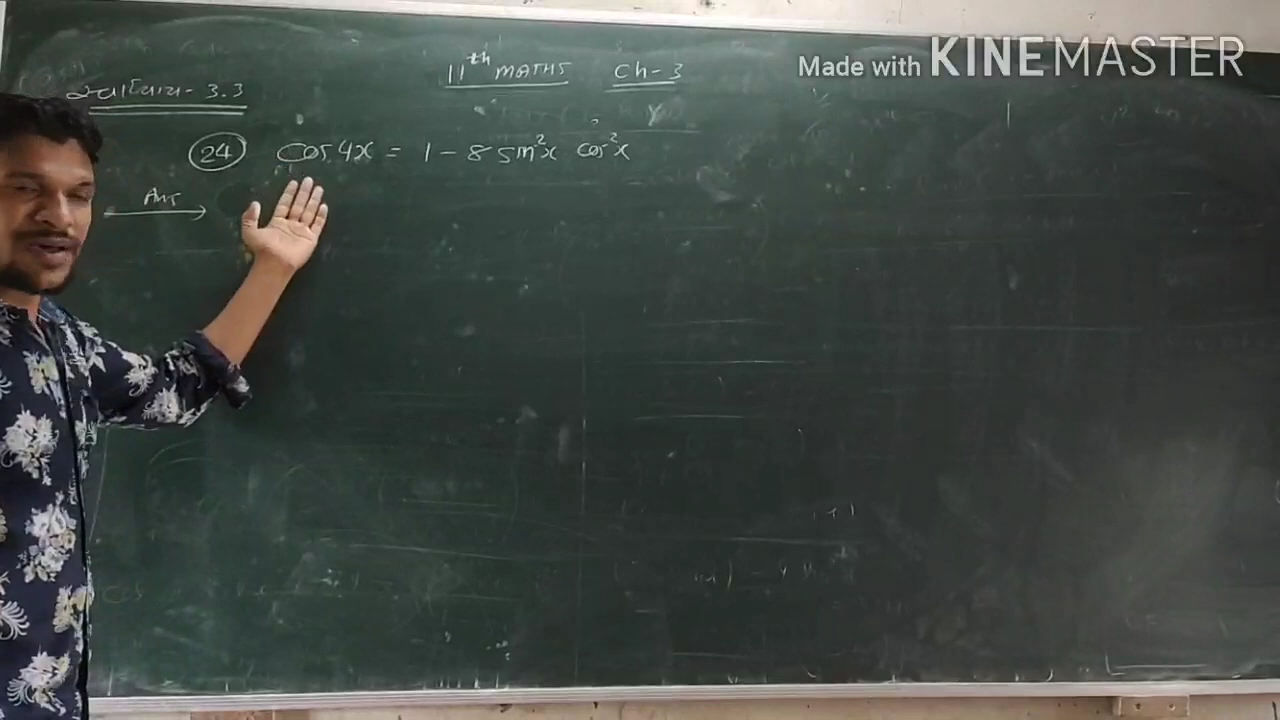 Made with KINEMASTER
11th MATHS Ch-3
3.3
24 Cos 4x = 1 - 8 sin²x cos²x
Ans